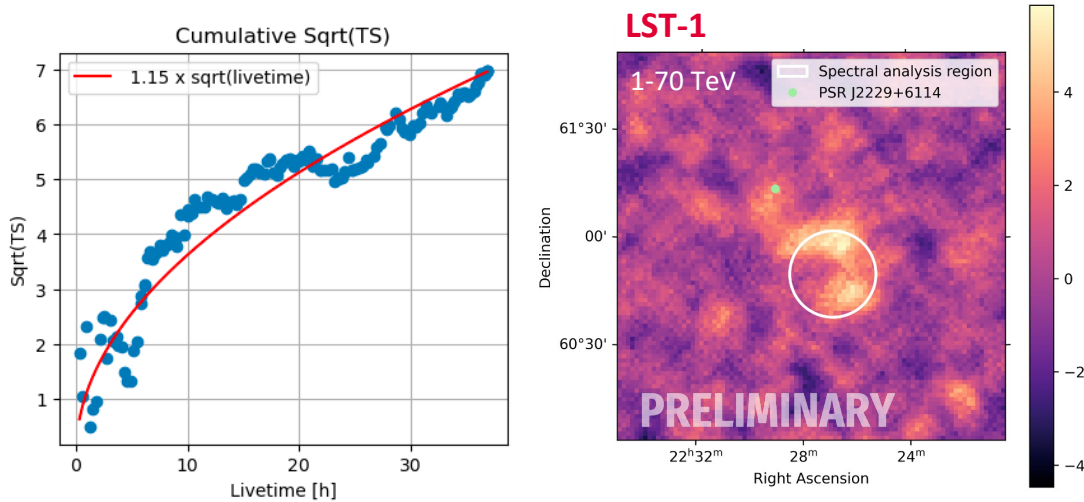 Cumulative Sqrt(TS)
7
6
5
4
3
2
1
Sqrt(TS)
1.15 x sqrt(livetime)
0
10
20
30
Livetime [h]
LST-1
1-70 TeV
Spectral analysis region
PSR J2229+6114
61°30'
00'
60°30'
Declination
PRELIMINARY
22ʰ32ᵐ
28ᵐ
24ᵐ
Right Ascension
4
2
0
−2
−4